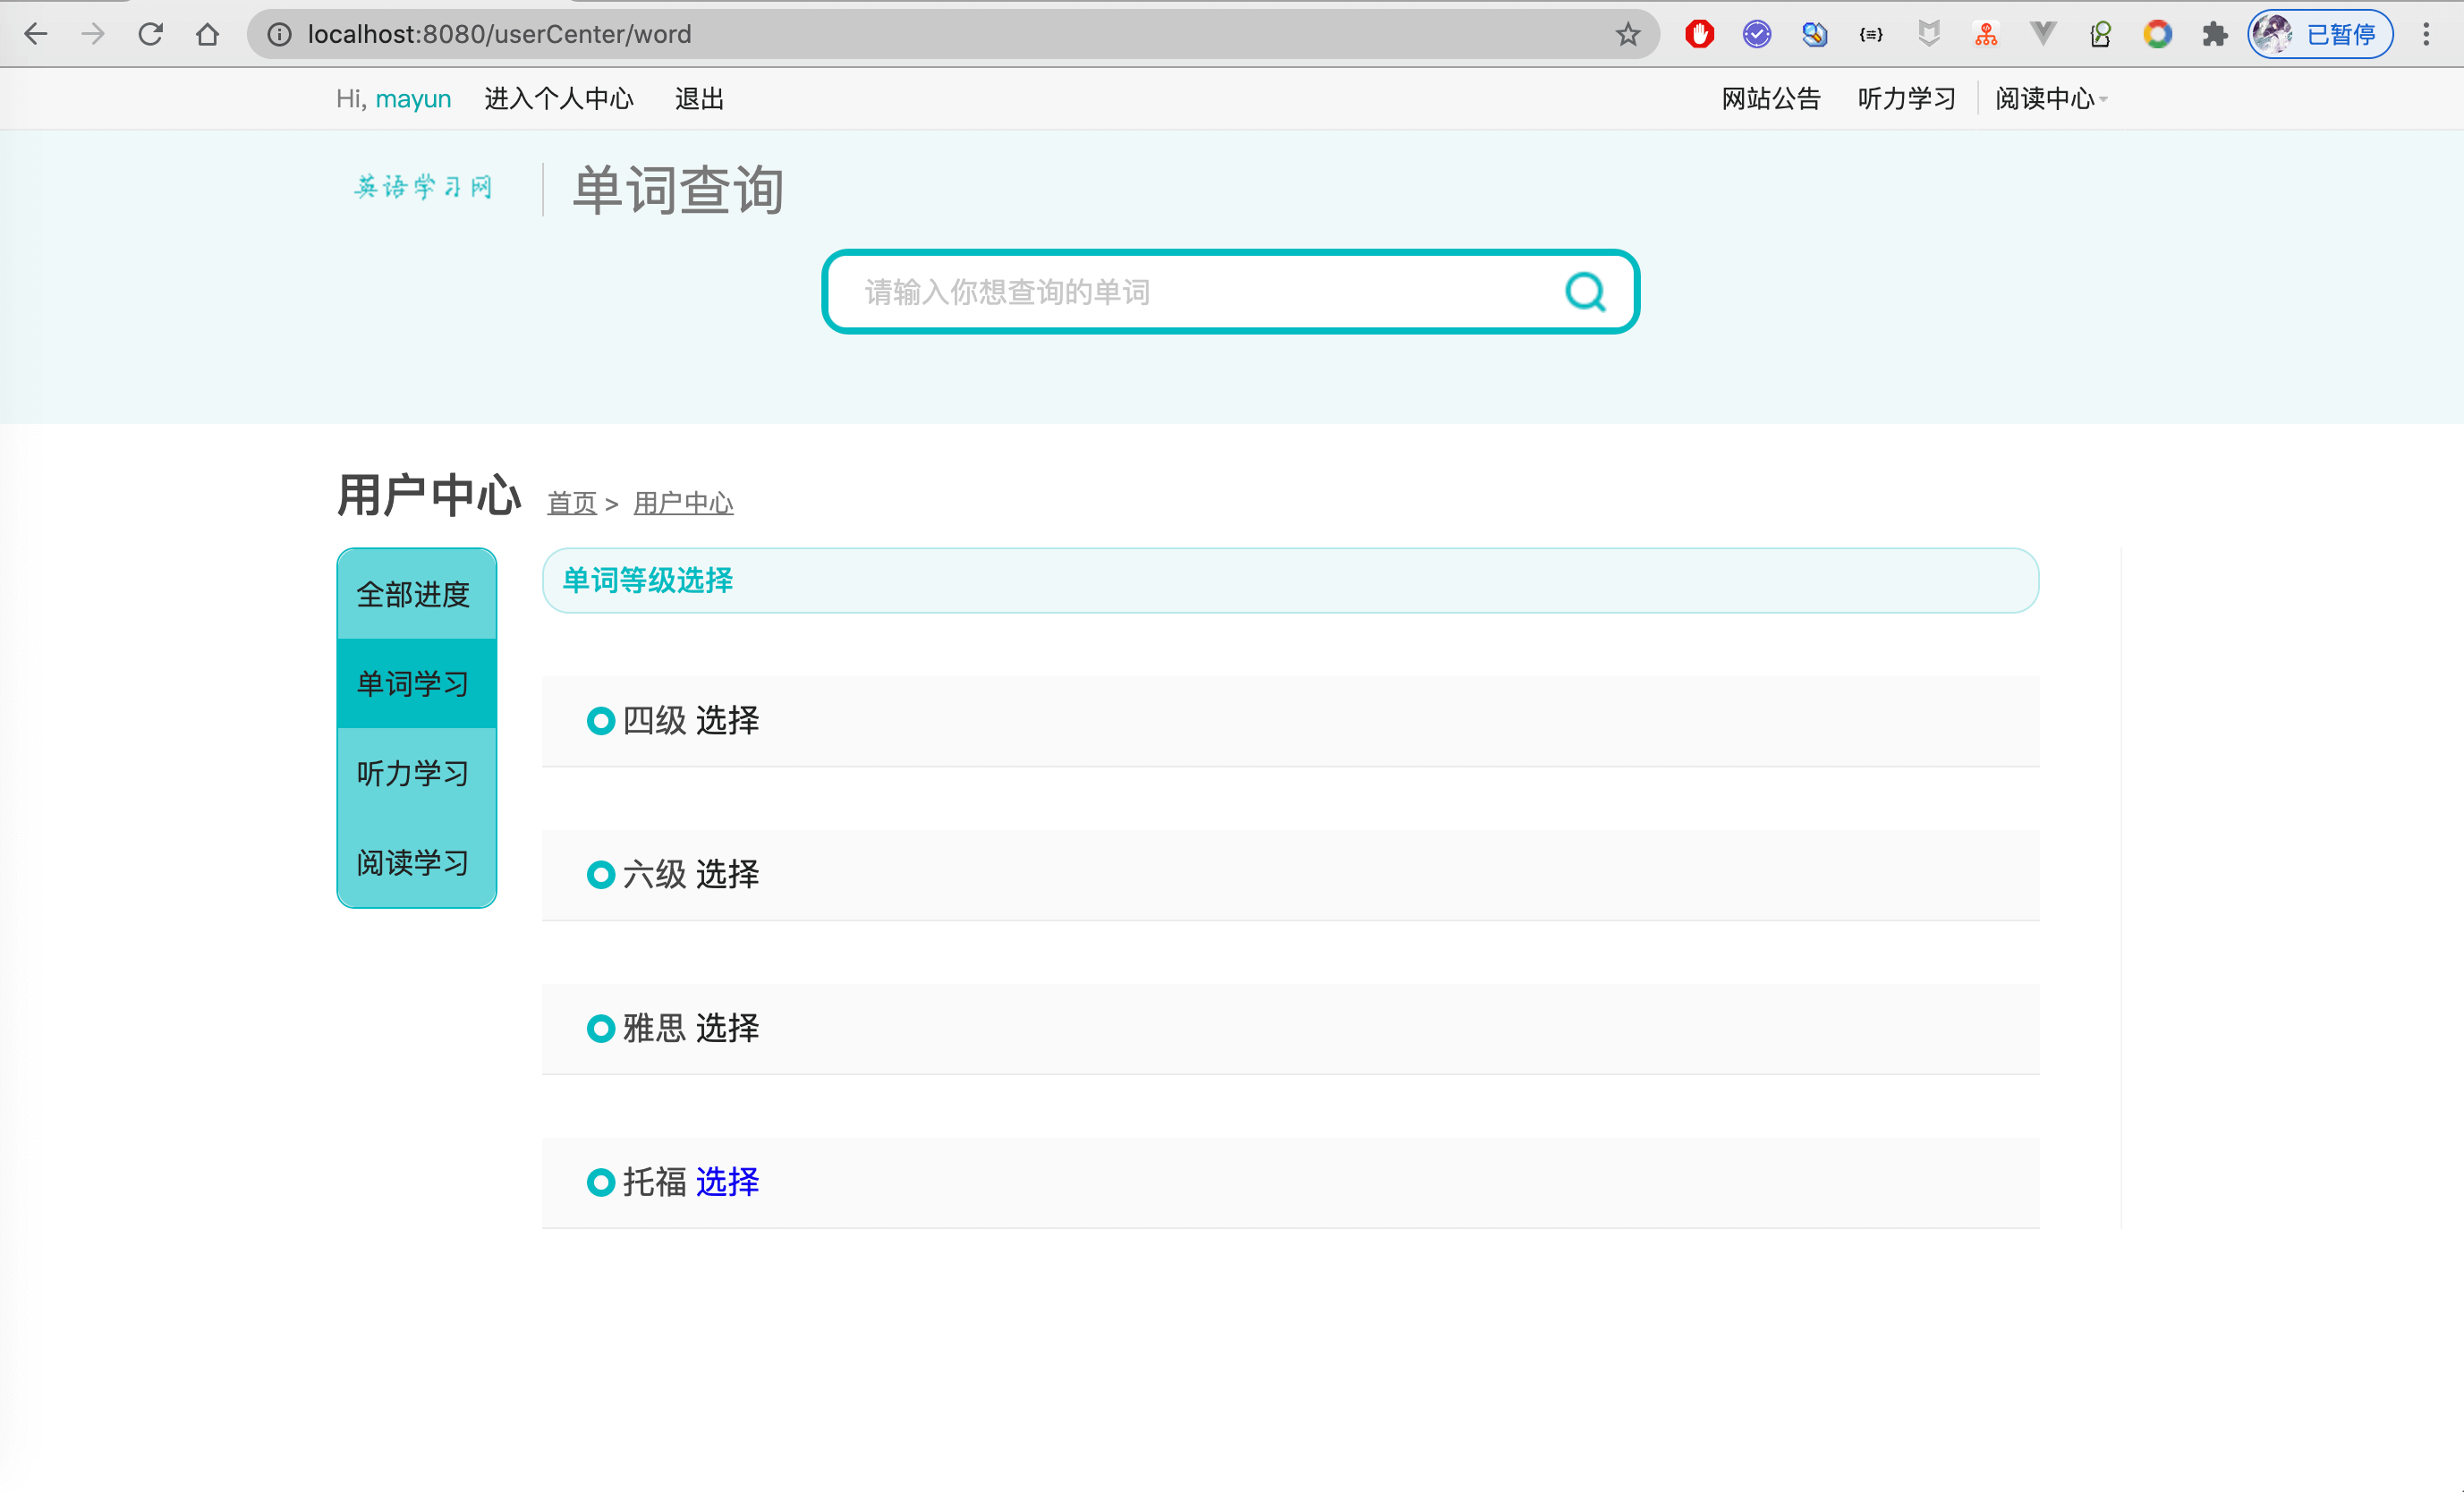 localhost:8080/userCenter/word
已暂停
Hi, mayun 进入个人中心 退出 网站公告 听力学习 阅读中心
英语学习网 单词查询
请输入你想查询的单词
用户中心 首页 > 用户中心
全部进度
单词学习
听力学习
阅读学习
单词等级选择
四级 选择
六级 选择
雅思 选择
托福 选择